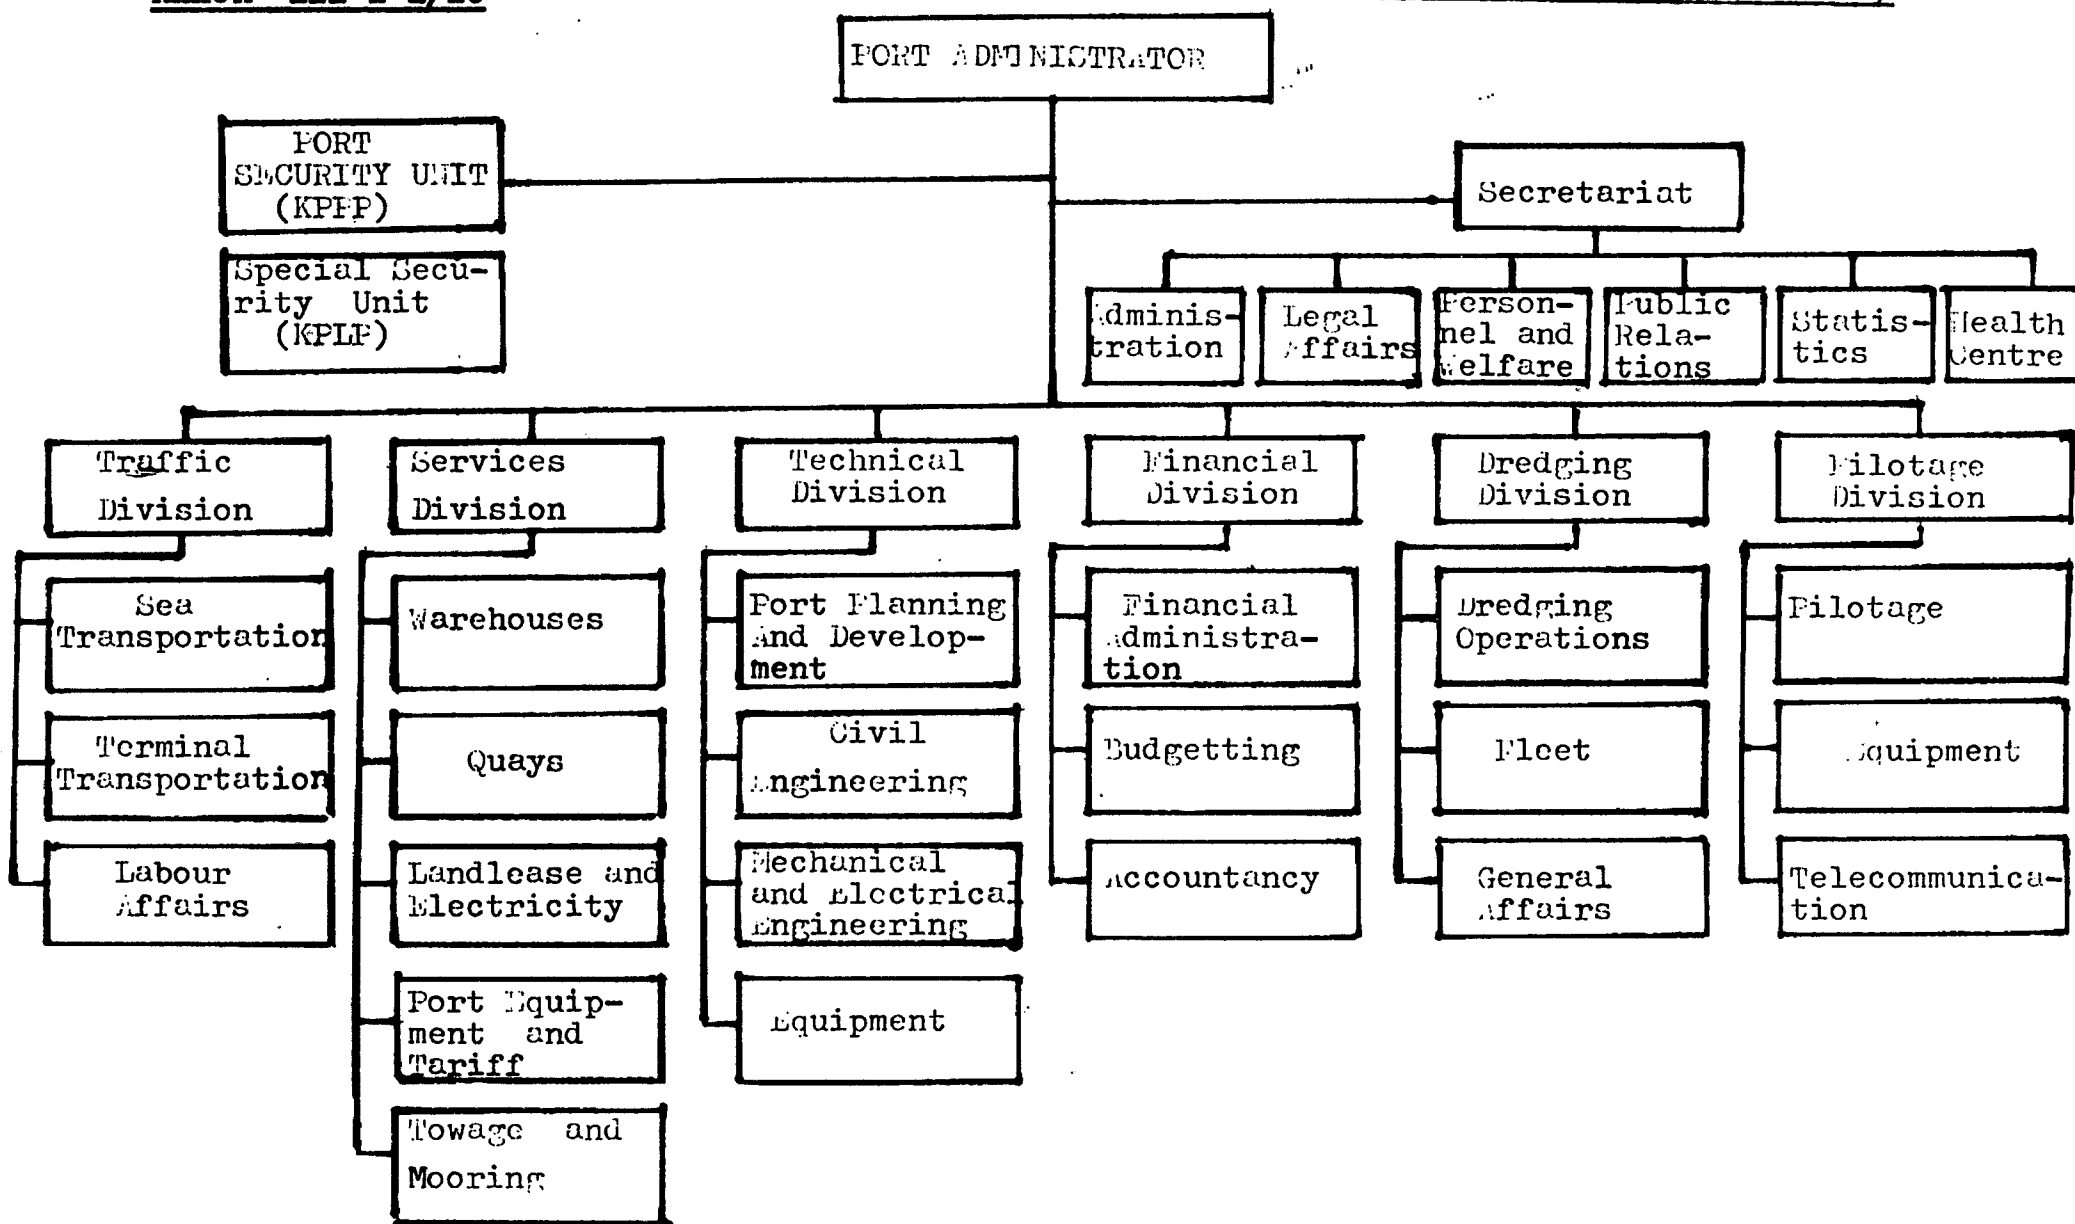 PORT ADMINISTRATOR
PORT
SECURITY UNIT
(KPPP)
Special Secu-
rity Unit
(KPLP)
Secretariat
Adminis-
tration
Legal
Affairs
Person-
nel and
Welfare
Public
Rela-
tions
Statis-
tics
Health
Centre
Traffic
Division
Sea
Transportation
Terminal
Transportation
Labour
Affairs
Services
Division
Warehouses
Quays
Landlease and
Electricity
Port Equip-
ment and
Tariff
Towage and
Mooring
Technical
Division
Port Planning
And Develop-
ment
Civil
Engineering
Mechanical
and Electrical
Engineering
Equipment
Financial
Division
Financial
Administra-
tion
Budgetting
Accountancy
Dredging
Division
Dredging
Operations
Fleet
General
Affairs
Pilotage
Division
Pilotage
Equipment
Telecommunica-
tion